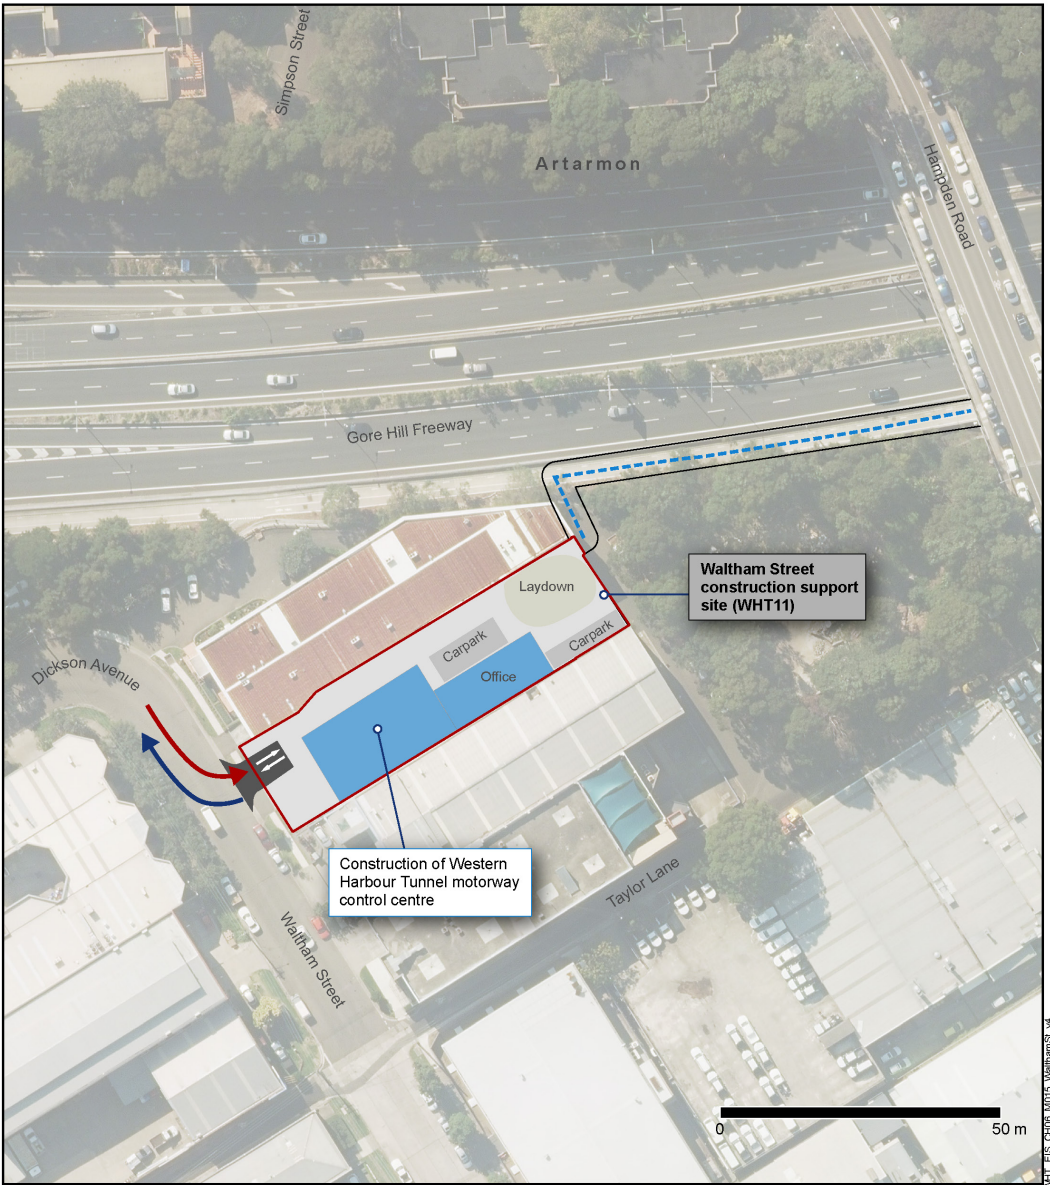 Simpson Street
Artarmon
Hampden Road
Gore Hill Freeway
Waltham Street
construction support
site (WHT11)
Laydown
Carpark
Carpark
Office
Dickson Avenue
Construction of Western
Harbour Tunnel motorway
control centre
Taylor Lane
Waltham Street
0
50 m
WHT_EIS_CH06_M015_WalthamSt_v4